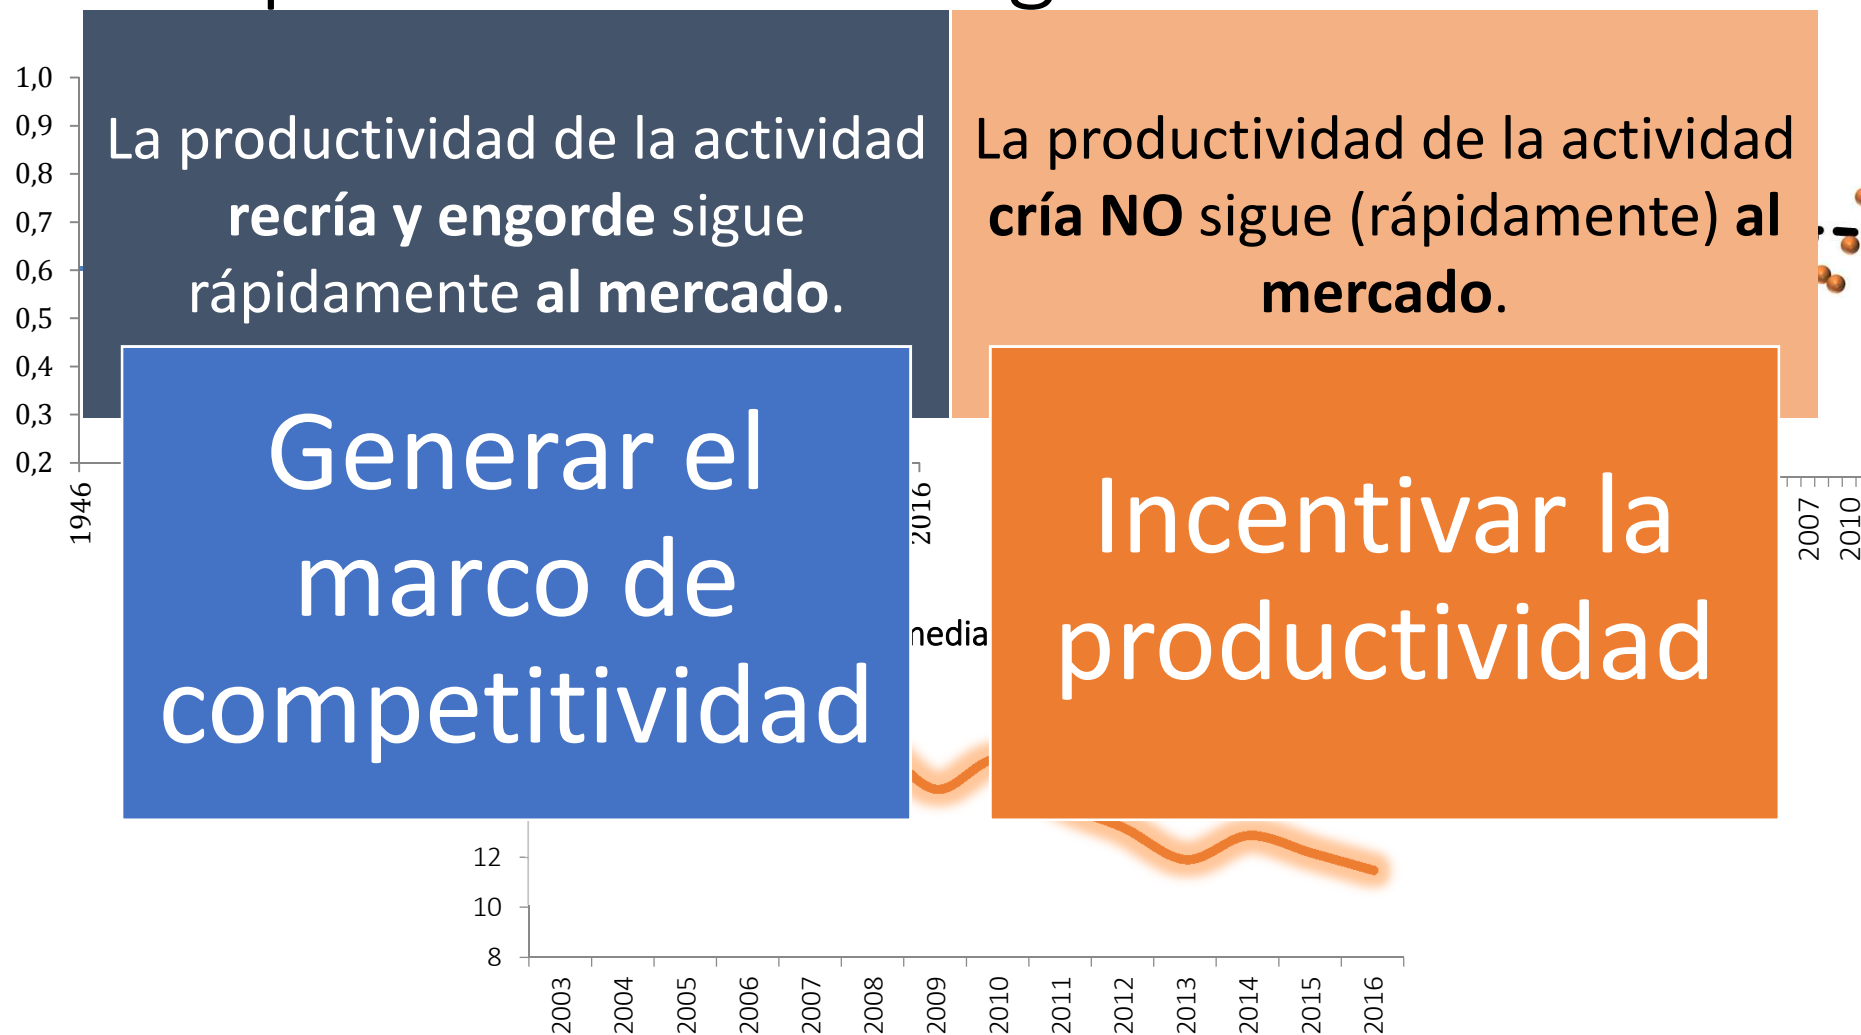 1,0
0,9
0,8
0,7
0,6
0,5
0,4
0,3
0,2
1946
2016
La productividad de la actividad
recría y engorde sigue
rápidamente al mercado.
La productividad de la actividad
cría NO sigue (rápidamente) al
mercado.
2007
2010
Generar el
marco de
competitividad
Incentivar la
productividad
12
10
8
2003
2004
2005
2006
2007
2008
2009
2010
2011
2012
2013
2014
2015
2016